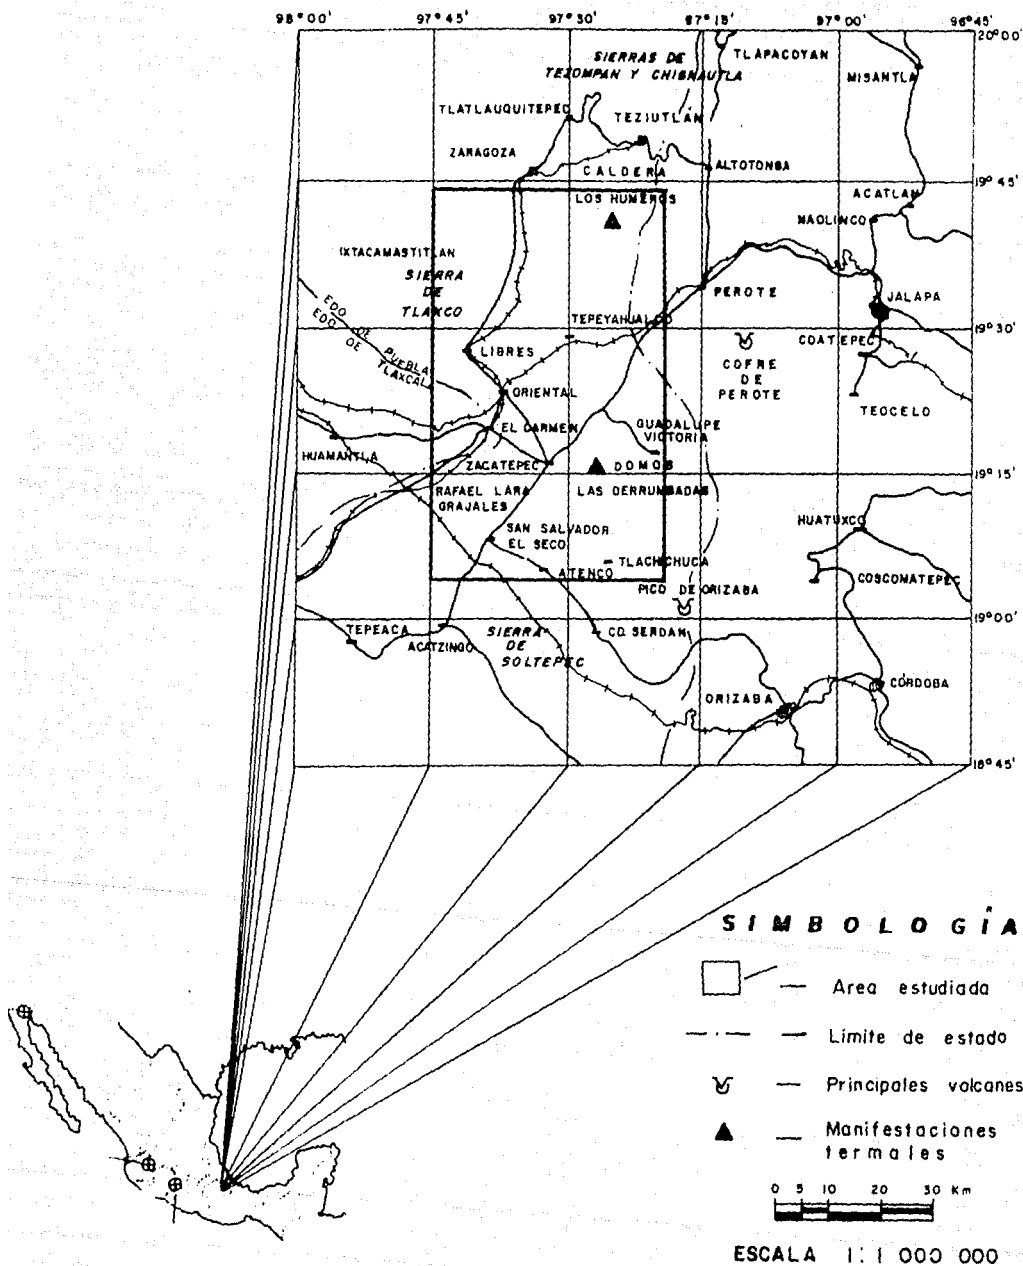 98°00' 97°45' 97°30' 97°15' 97°00' 96°45'
20°00'
SIERRAS DE
TEZOMPAN Y CHIGNAUTLA
TLAPACOYAN
MISANTLA
TLATLAUQUITEPEC
TEZIUTLÁN
ZARAGOZA
CALDERA
ALTOTONGA
19°45'
LOS HUMEROS
ACATLAN
NAOLINCO
IXTACAMASTITLAN
SIERRA
DE
TLAXCO
PEROTE
JALAPA
EDO DE PUEBLA
EDO DE TLAXCALA
TEPEYAHUALCO
19°30'
LIBRES
COATEPEC
COFRE
DE
PEROTE
ORIENTAL
TEOCELO
EL CARMEN
GUADALUPE
VICTORIA
HUAMANTLA
ZACATEPEC
DOMOS
19°15'
RAFAEL LARA
GRAJALES
LAS DERRUMBADAS
SAN SALVADOR
EL SECO
HUATUXCO
TLACHICHUCA
ATENCO
COSCOMATEPEC
PICO DE ORIZABA
19°00'
TEPEACA
ACATZINGO
SIERRA
DE
SOLTEPEC
CD. SERDAN
ORIZABA
CÓRDOBA
18°45'
SIMBOLOGÍA
Area estudiada
Límite de estado
Principales volcanes
Manifestaciones
termales
0 5 10 20 30 Km
ESCALA 1:1 000 000